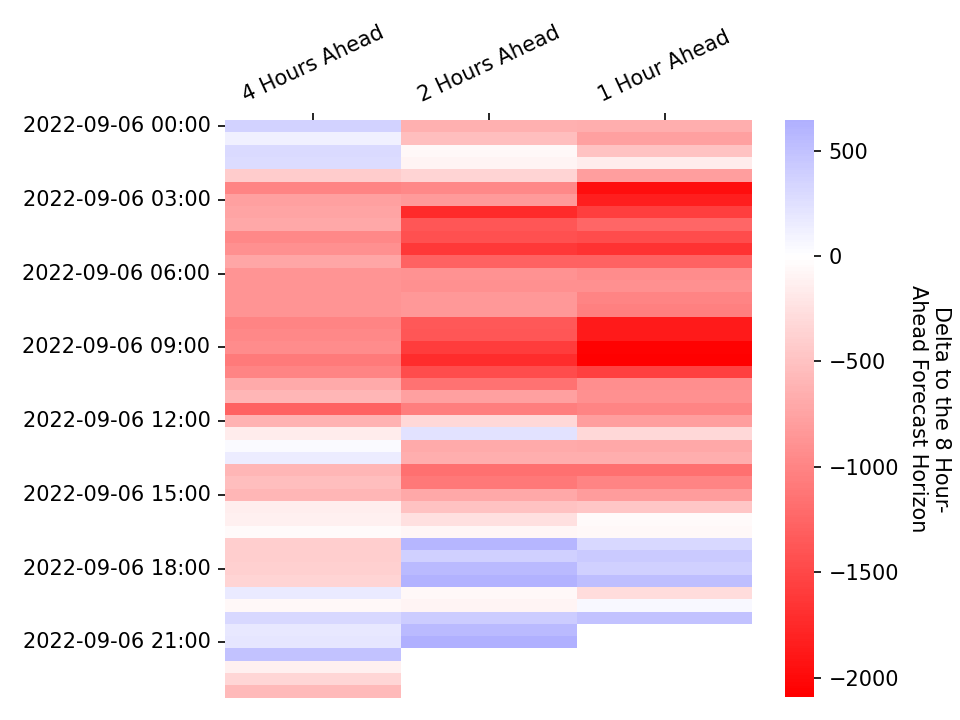 4 Hours Ahead
2 Hours Ahead
1 Hour Ahead
2022-09-06 00:00
2022-09-06 03:00
2022-09-06 06:00
2022-09-06 09:00
2022-09-06 12:00
2022-09-06 15:00
2022-09-06 18:00
2022-09-06 21:00
500
0
−500
−1000
−1500
−2000
Delta to the 8 Hour-
Ahead Forecast Horizon